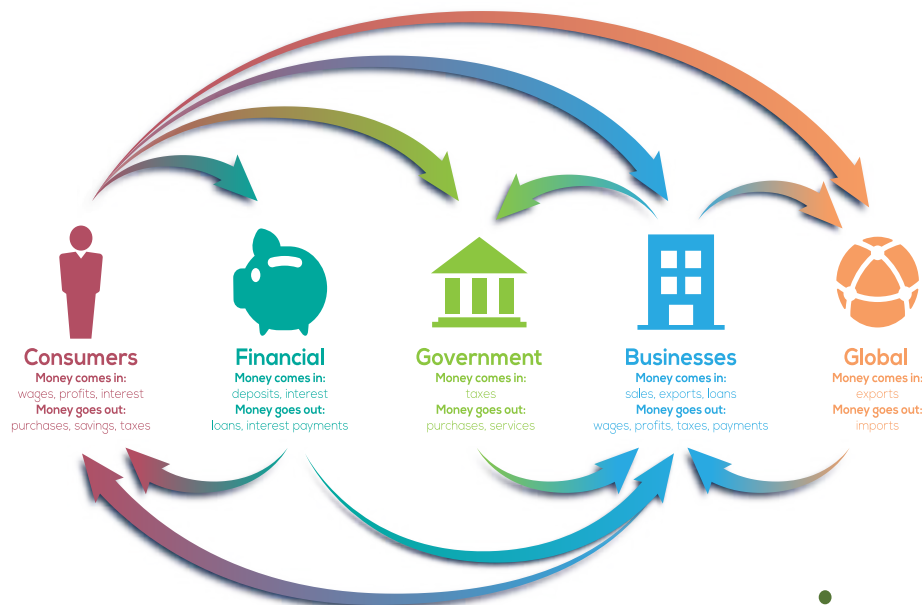 Consumers
Money comes in:
wages, profits, interest
Money goes out:
purchases, savings, taxes
Financial
Money comes in:
deposits, interest
Money goes out:
loans, interest payments
Government
Money comes in:
taxes
Money goes out:
purchases, services
Businesses
Money comes in:
sales, exports, loans
Money goes out:
wages, profits, taxes, payments
Global
Money comes in:
exports
Money goes out:
imports